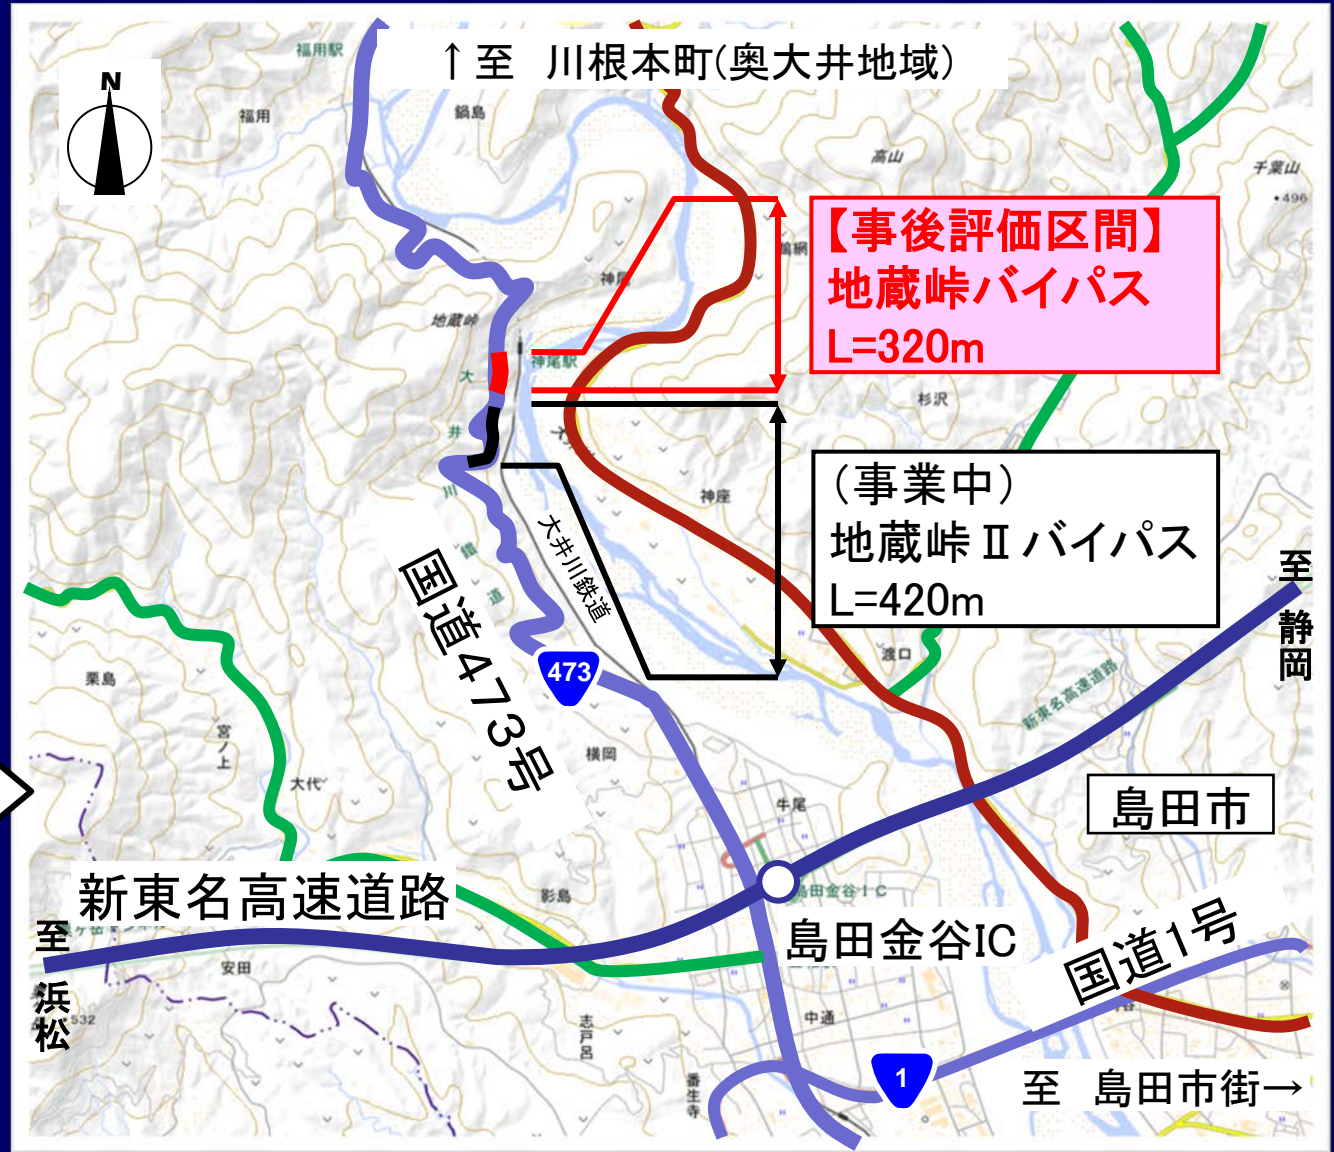 ↑至 川根本町(奥大井地域)
N
福用駅
福用
鍋島
高山
千葉山
・496
【事後評価区間】
地蔵峠バイパス
L=320m
神尾
地蔵峠
神尾駅
大井川鐵道
杉沢
神座
(事業中)
地蔵峠Ⅱバイパス
L=420m
大井川鉄道
国道473号
473
至 静岡
渡口
新東名高速道路
栗島
宮ノ上
大代
横岡
牛尾
島田市
新東名高速道路
影島
島田金谷IC
島田金谷IC
国道1号
至 浜松
安田
532
志戸呂
中通
番生寺
1
至 島田市街→